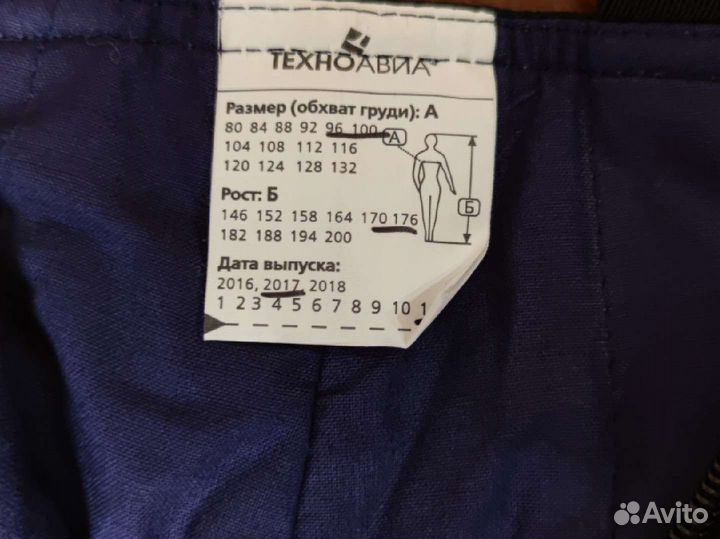 ТЕХНОАВИА
Размер (обхват груди): А
80 84 88 92 96 100
104 108 112 116
120 124 128 132
А
Рост: Б
146 152 158 164 170 176
182 188 194 200
Б
Дата выпуска:
2016, 2017, 2018
1 2 3 4 5 6 7 8 9 10 1
Avito